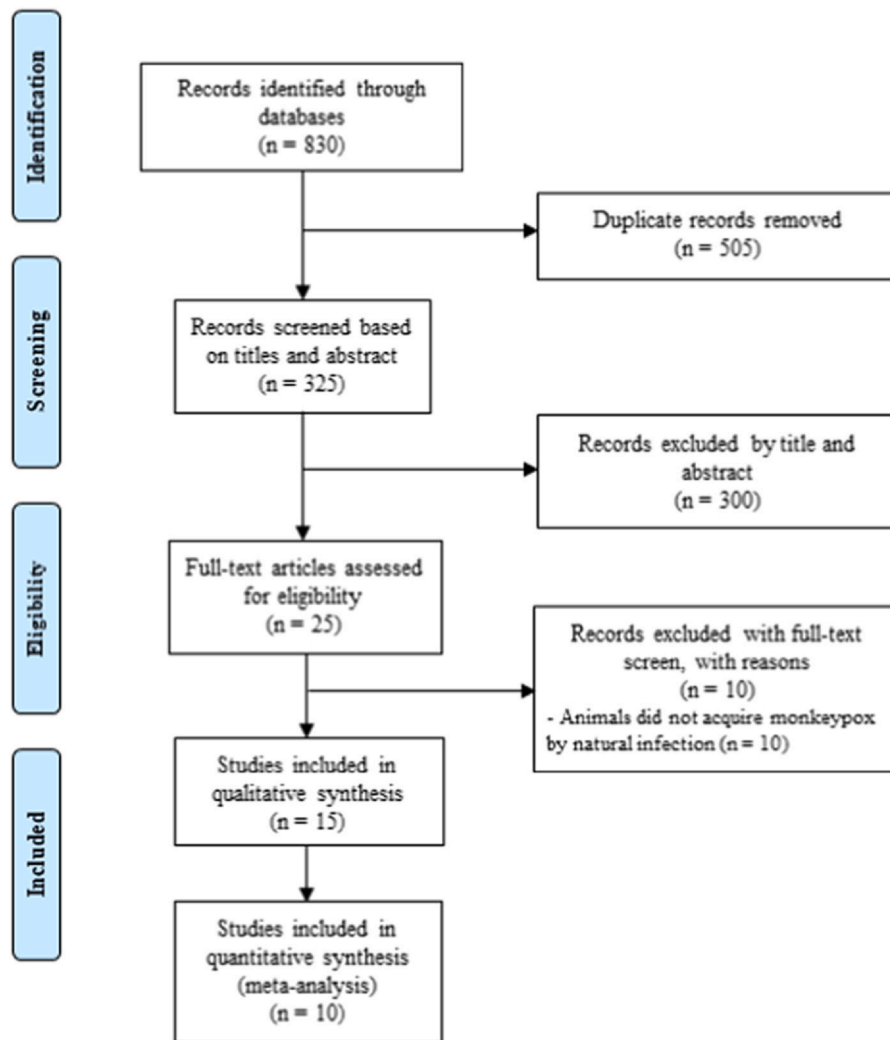 Identification
Records identified through
databases
(n = 830)
Duplicate records removed
(n = 505)
Screening
Records screened based
on titles and abstract
(n = 325)
Records excluded by title and
abstract
(n = 300)
Eligibility
Full-text articles assessed
for eligibility
(n = 25)
Records excluded with full-text
screen, with reasons
(n = 10)
- Animals did not acquire monkeypox
by natural infection (n = 10)
Included
Studies included in
qualitative synthesis
(n = 15)
Studies included in
quantitative synthesis
(meta-analysis)
(n = 10)